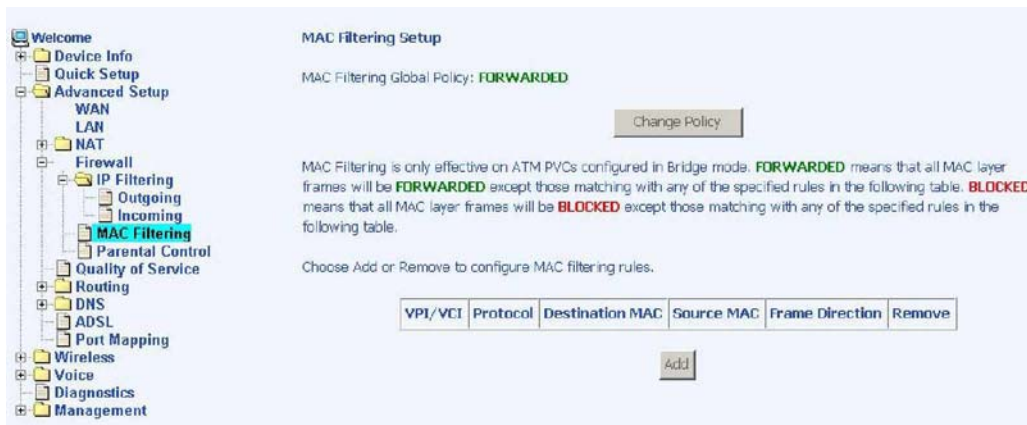 Welcome
Device Info
Quick Setup
Advanced Setup
WAN
LAN
NAT
Firewall
IP Filtering
Outgoing
Incoming
MAC Filtering
Parental Control
Quality of Service
Routing
DNS
ADSL
Port Mapping
Wireless
Voice
Diagnostics
Management
MAC Filtering Setup
MAC Filtering Global Policy: FORWARDED
Change Policy
MAC Filtering is only effective on ATM PVCs configured in Bridge mode. FORWARDED means that all MAC layer
frames will be FORWARDED except those matching with any of the specified rules in the following table. BLOCKED
means that all MAC layer frames will be BLOCKED except those matching with any of the specified rules in the
following table.
Choose Add or Remove to configure MAC filtering rules.
VPI/VCI Protocol Destination MAC Source MAC Frame Direction Remove
Add